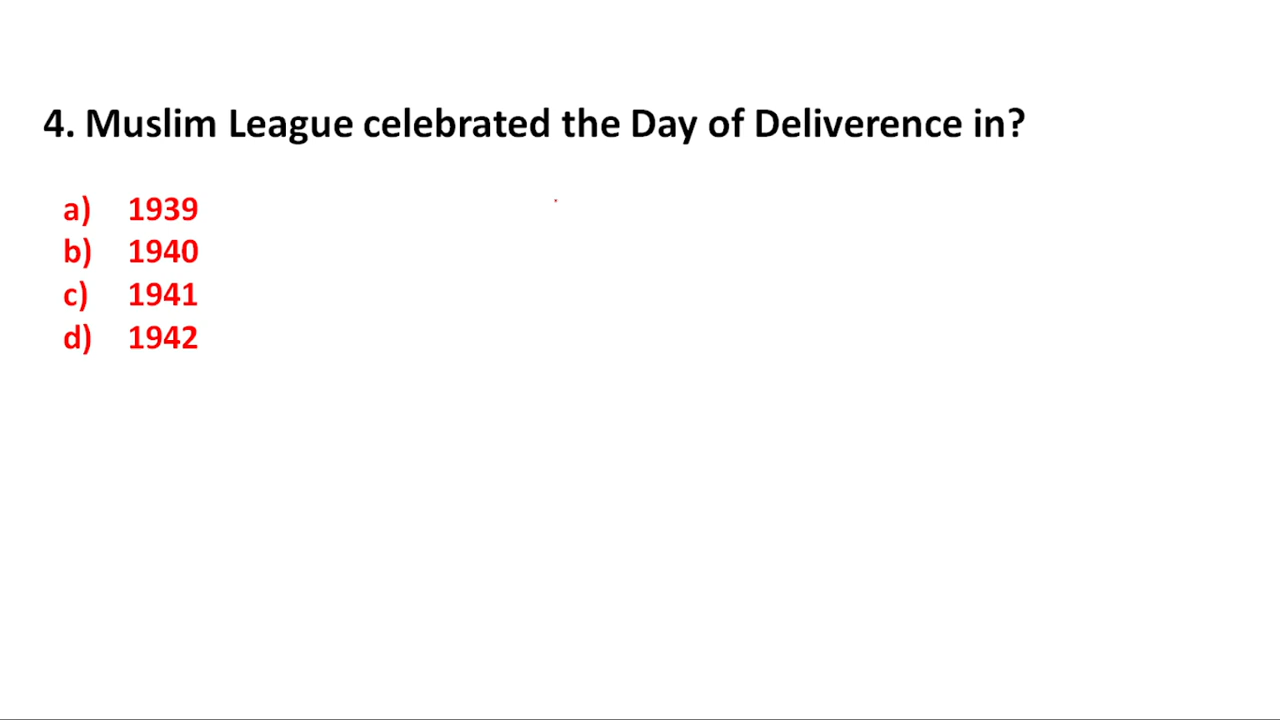 4. Muslim League celebrated the Day of Deliverence in?
a) 1939
b) 1940
c) 1941
d) 1942